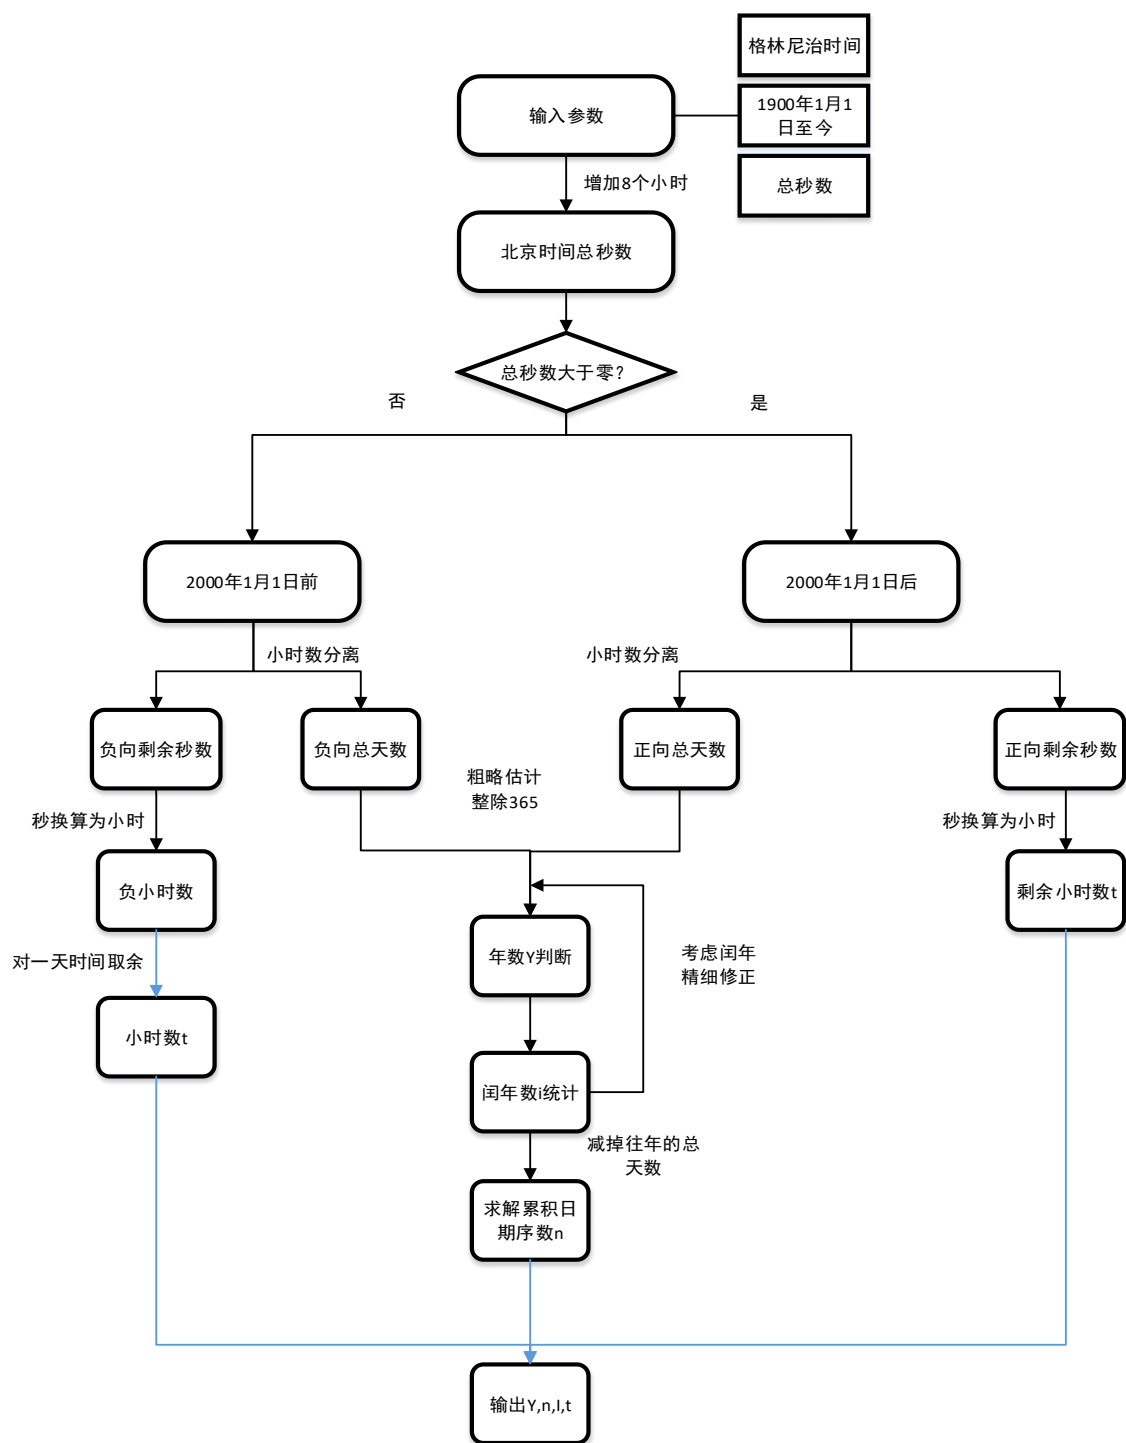 格林尼治时间
输入参数
1900年1月1
日至今
总秒数
增加8个小时
北京时间总秒数
总秒数大于零？
否
是
2000年1月1日前
2000年1月1日后
小时数分离
小时数分离
负向剩余秒数
负向总天数
正向总天数
正向剩余秒数
粗略估计
整除365
秒换算为小时
秒换算为小时
负小时数
剩余小时数t
年数Y判断
考虑闰年
精细修正
对一天时间取余
小时数t
闰年数i统计
减掉往年的总
天数
求解累积日
期序数n
输出Y,n,I,t